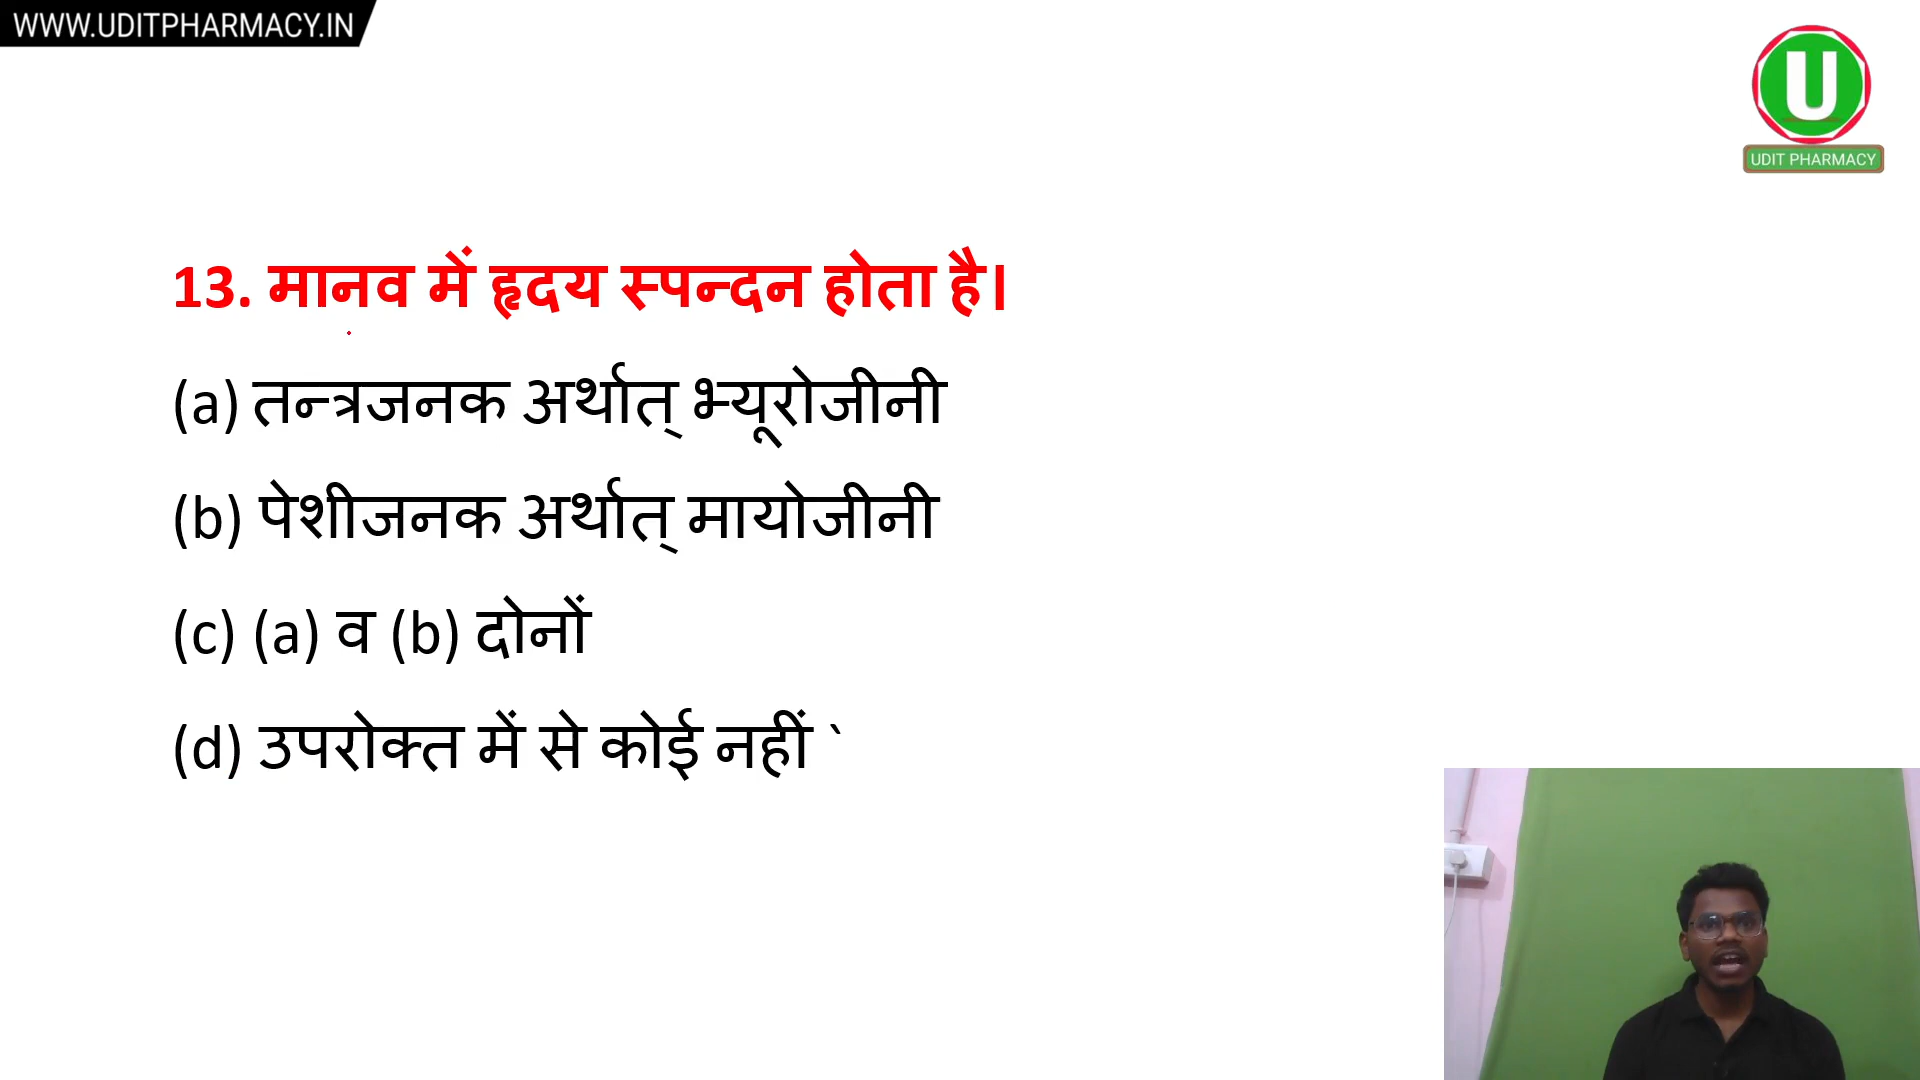 WWW.UDITPHARMACY.IN
U
UDIT PHARMACY
13. मानव में हृदय स्पन्दन होता है।
(a) तन्त्रजनक अर्थात् भ्यूरोजीनी
(b) पेशीजनक अर्थात् मायोजीनी
(c) (a) व (b) दोनों
(d) उपरोक्त में से कोई नहीं `